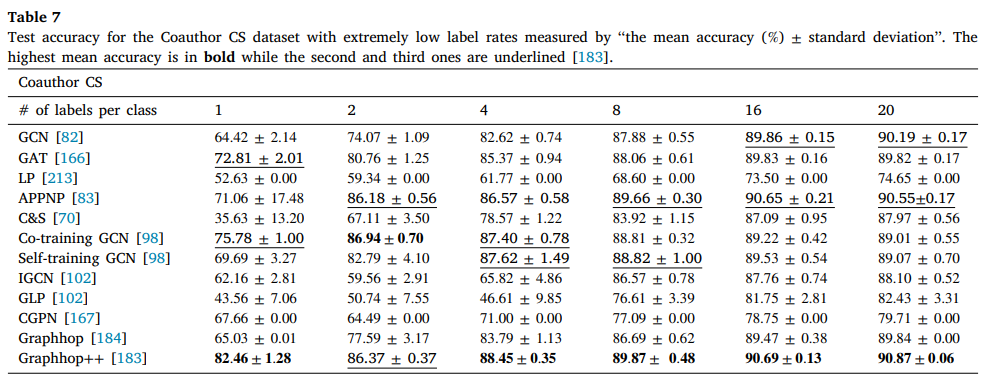 Table 7
Test accuracy for the Coauthor CS dataset with extremely low label rates measured by “the mean accuracy (%) ± standard deviation”. The
highest mean accuracy is in bold while the second and third ones are underlined [183].
Coauthor CS
# of labels per class 1 2 4 8 16 20
GCN [82] 64.42 ± 2.14 74.07 ± 1.09 82.62 ± 0.74 87.88 ± 0.55 89.86 ± 0.15 90.19 ± 0.17
GAT [166] 72.81 ± 2.01 80.76 ± 1.25 85.37 ± 0.94 88.06 ± 0.61 89.83 ± 0.16 89.82 ± 0.17
LP [213] 52.63 ± 0.00 59.34 ± 0.00 61.77 ± 0.00 68.60 ± 0.00 73.50 ± 0.00 74.65 ± 0.00
APPNP [83] 71.06 ± 17.48 86.18 ± 0.56 86.57 ± 0.58 89.66 ± 0.30 90.65 ± 0.21 90.55±0.17
C&S [70] 35.63 ± 13.20 67.11 ± 3.50 78.57 ± 1.22 83.92 ± 1.15 87.09 ± 0.95 87.97 ± 0.56
Co-training GCN [98] 75.78 ± 1.00 86.94 ± 0.70 87.40 ± 0.78 88.81 ± 0.32 89.22 ± 0.42 89.01 ± 0.55
Self-training GCN [98] 69.69 ± 3.27 82.79 ± 4.10 87.62 ± 1.49 88.82 ± 1.00 89.53 ± 0.54 89.07 ± 0.70
IGCN [102] 62.16 ± 2.81 59.56 ± 2.91 65.82 ± 4.86 86.57 ± 0.78 87.76 ± 0.74 88.10 ± 0.52
GLP [102] 43.56 ± 7.06 50.74 ± 7.55 46.61 ± 9.85 76.61 ± 3.39 81.75 ± 2.81 82.43 ± 3.31
CGPN [167] 67.66 ± 0.00 64.49 ± 0.00 71.00 ± 0.00 77.09 ± 0.00 78.75 ± 0.00 79.71 ± 0.00
Graphhop [184] 65.03 ± 0.01 77.59 ± 3.17 83.79 ± 1.13 86.69 ± 0.62 89.47 ± 0.38 89.84 ± 0.00
Graphhop++ [183] 82.46 ± 1.28 86.37 ± 0.37 88.45 ± 0.35 89.87 ± 0.48 90.69 ± 0.13 90.87 ± 0.06